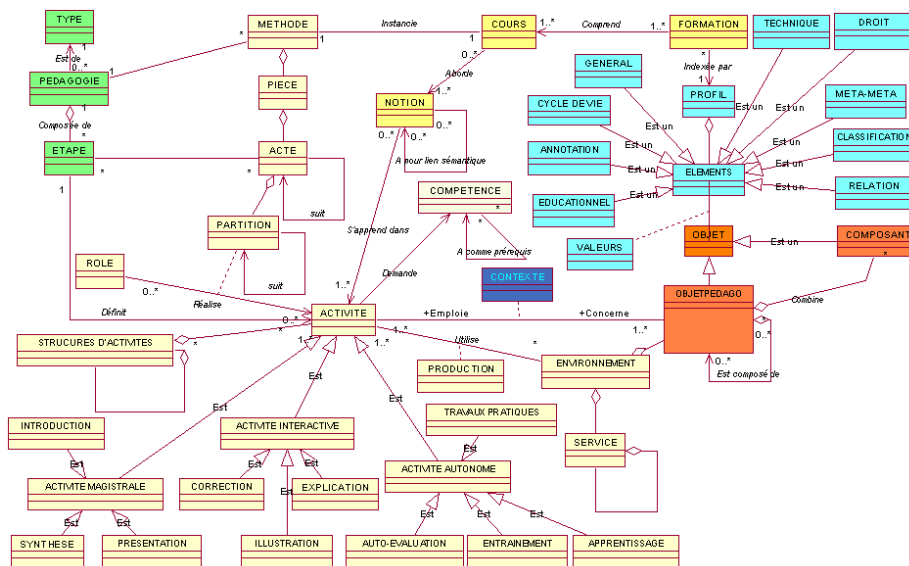 TYPE
METHODE
Instancie
COURS
1..*
Comprend
1..*
FORMATION
TECHNIQUE
DROIT
1
*
1
1
0..*
Est de
0..*
1
GENERAL
Indexée par
PEDAGOGIE
1
PIECE
Aborde
1..*
1
PROFIL
META-META
Composée de
NOTION
CYCLE DE VIE
Est un
Est un
Est un
Est un
*
0..*
0..*
0..*
CLASSIFICATION
ETAPE
ACTE
A pour lien sémantique
ANNOTATION
Est un
Est un
*
*
ELEMENTS
1
COMPETENCE
Est un
Est un
RELATION
suit
*
*
EDUCATIONNEL
PARTITION
S'apprend dans
OBJET
COMPOSANT
VALEURS
Est un
*
ROLE
suit
Demande
A comme prérequis
CONTEXTE
0..*
Réalise
1..*
OBJETPEDAGO
Combine
Définit
ACTIVITE
+Emploie
+Concerne
0..*
*
1..*
1..*
1..*
0..*
STRUCURES D'ACTIVITES
*
1..*
Utilise
*
ENVIRONNEMENT
0..*
Est composé de
PRODUCTION
Est
Est
Est
TRAVAUX PRATIQUES
INTRODUCTION
ACTIVITE INTERACTIVE
SERVICE
Est
Est
ACTIVITE AUTONOME
Est
Est
Est
ACTIVITE MAGISTRALE
CORRECTION
EXPLICATION
Est
Est
Est
Est
Est
SYNTHESE
PRESENTATION
ILLUSTRATION
AUTO-EVALUATION
ENTRAINEMENT
APPRENTISSAGE